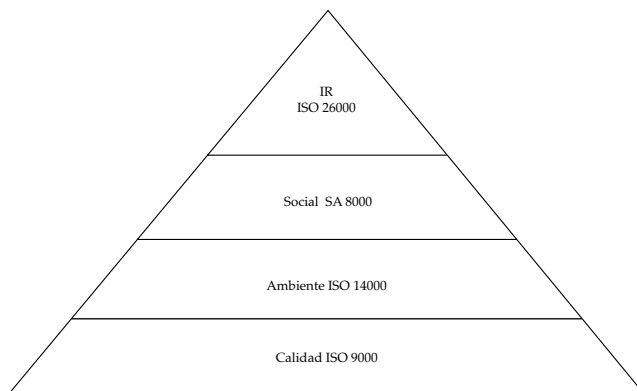 IR
ISO 26000
Social  SA 8000
Ambiente ISO 14000
Calidad ISO 9000